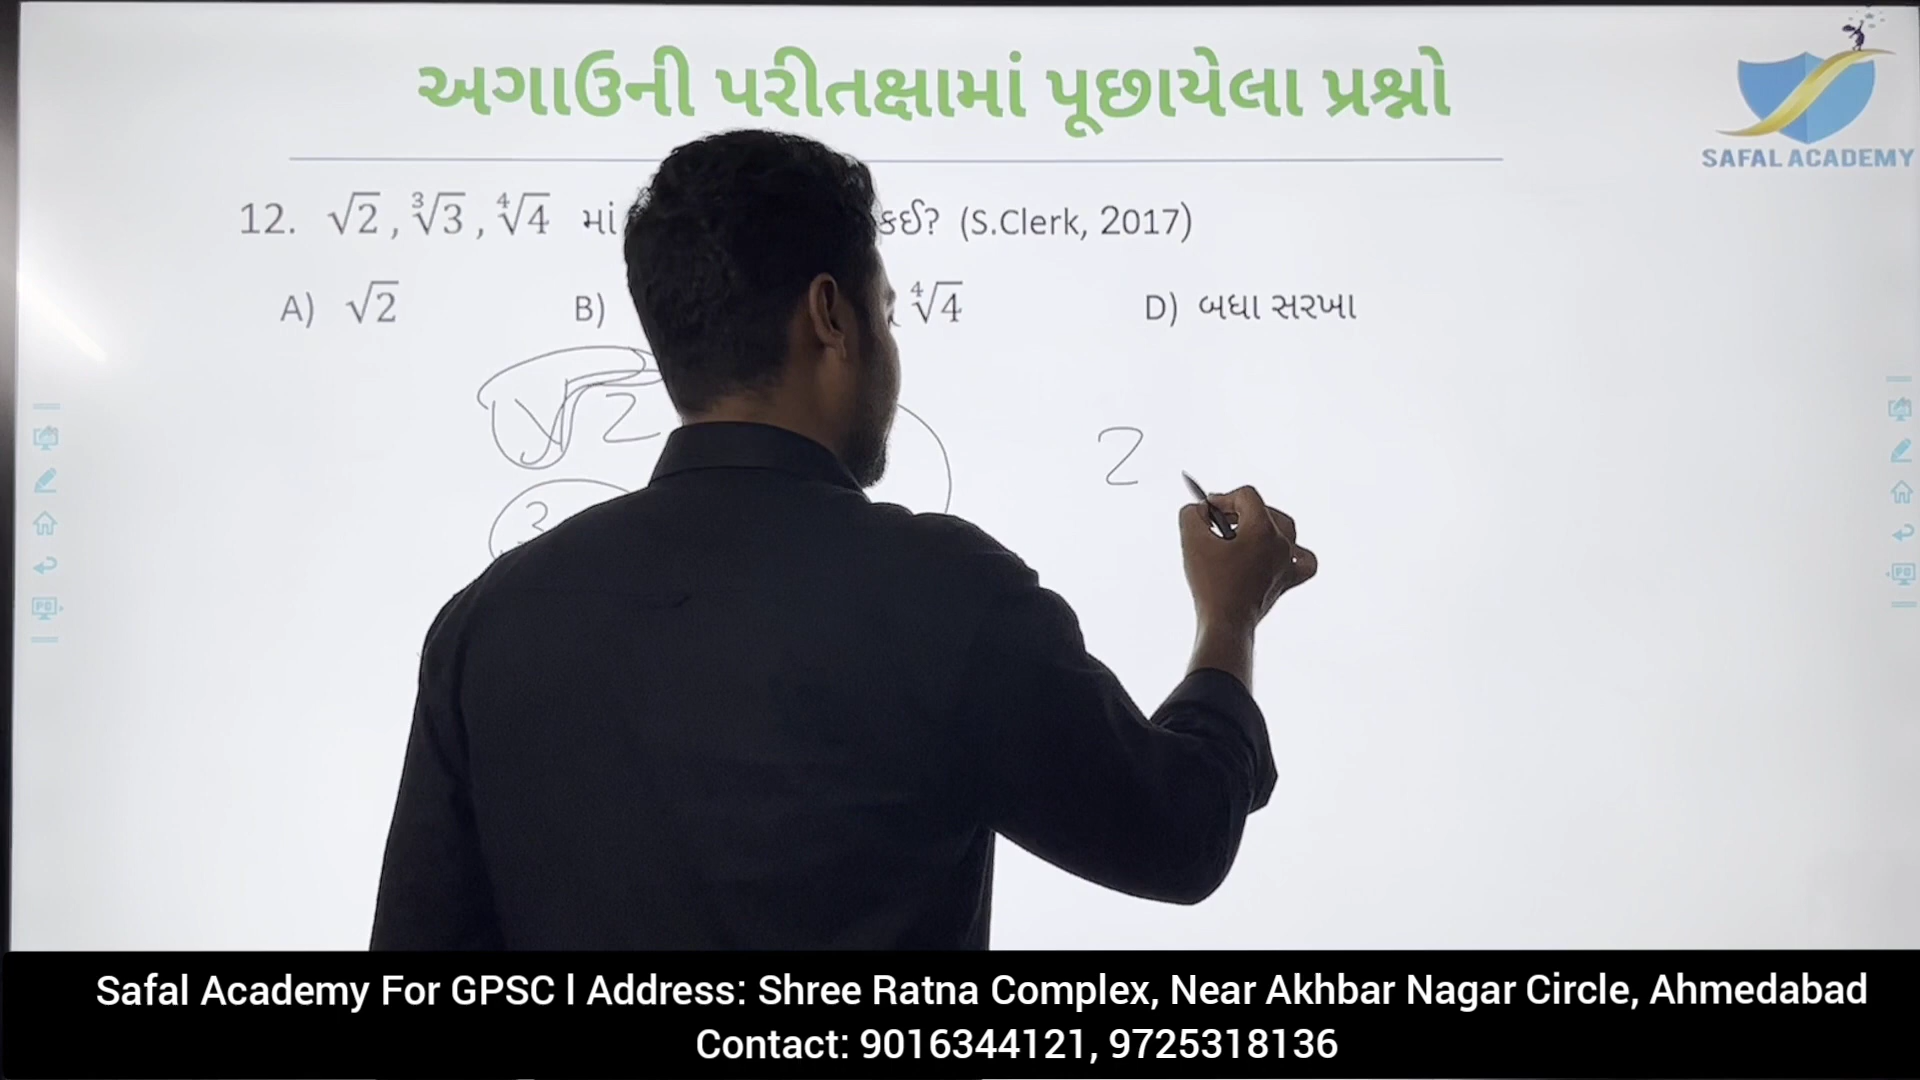 અગાઉની પરીતક્ષામાં પૂછાયેલા પ્રશ્નો
SAFAL ACADEMY
12. √2 , ∛3 , ∜4 માં કઈ? (S.Clerk, 2017)
A) √2 B) ∜4 D) બધા સરખા
√2
3
2
Safal Academy For GPSC l Address: Shree Ratna Complex, Near Akhbar Nagar Circle, Ahmedabad
Contact: 9016344121, 9725318136